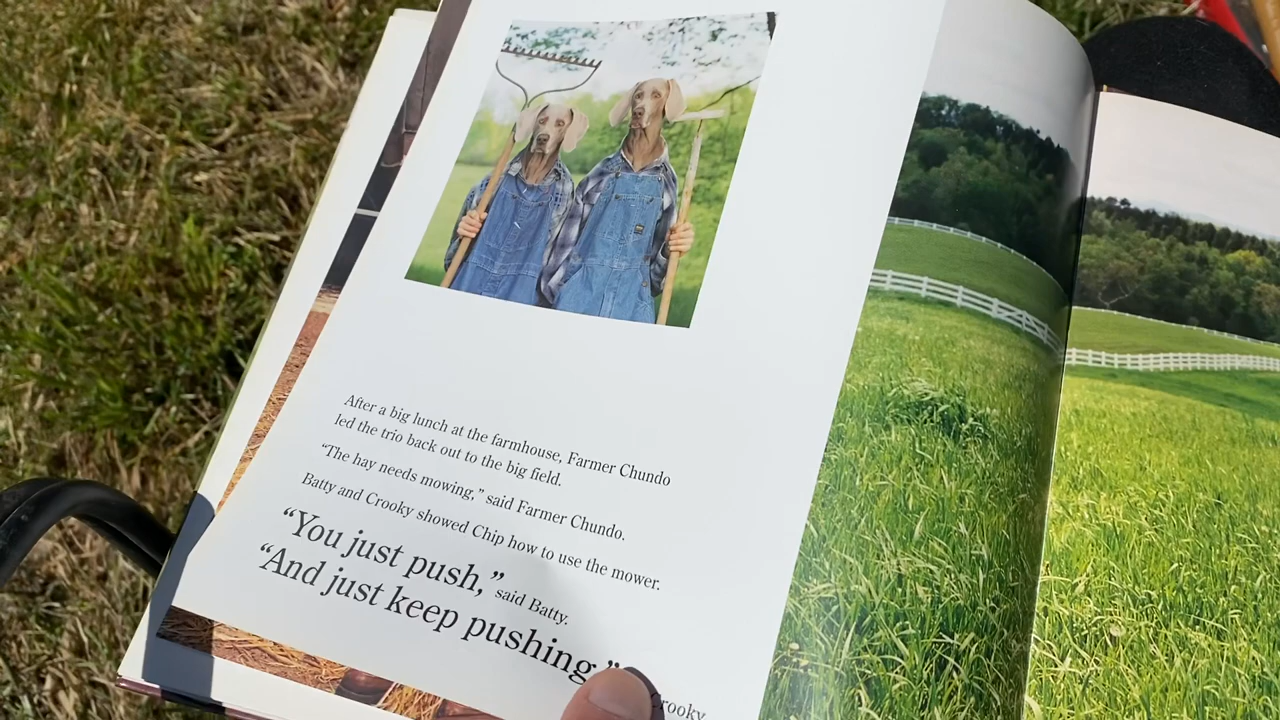 After a big lunch at the farmhouse, Farmer Chundo
led the trio back out to the big field.
“The hay needs mowing,” said Farmer Chundo.
Batty and Crooky showed Chip how to use the mower.
“You just push,” said Batty.
“And just keep pushing,”